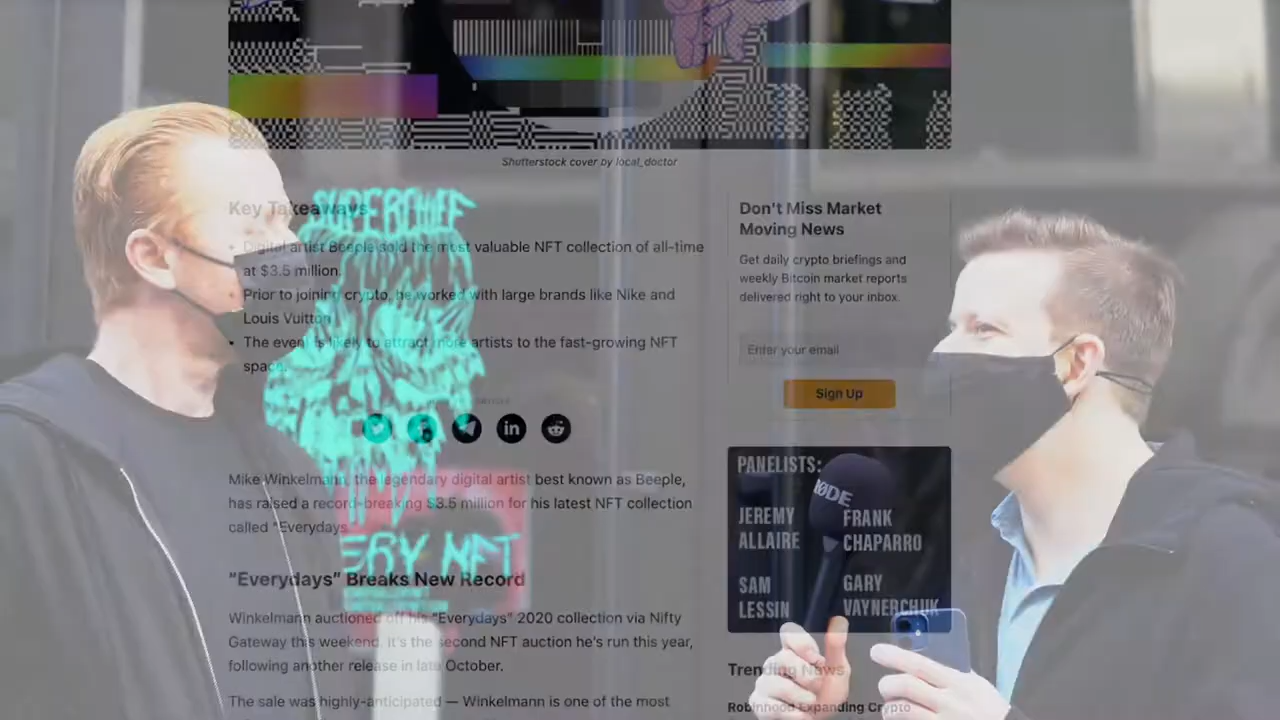 Shutterstock cover by local_doctor
SUPERCHIEF
Key Takeaways
• Digital artist Beeple sold the most valuable NFT collection of all-time
at $3.5 million.
• Prior to joining crypto, he worked with large brands like Nike and
Louis Vuitton
• The event is likely to attract more artists to the fast-growing NFT
space.
Mike Winkelmann, the legendary digital artist best known as Beeple,
has raised a record-breaking $3.5 million for his latest NFT collection
called “Everydays
NFT
“Everydays” Breaks New Record
Winkelmann auctioned off his “Everydays” 2020 collection via Nifty
Gateway this weekend. It's the second NFT auction he's run this year,
following another release in late October.
The sale was highly-anticipated — Winkelmann is one of the most
Don't Miss Market
Moving News
Get daily crypto briefings and
weekly Bitcoin market reports
delivered right to your inbox.
Enter your email
Sign Up
PANELISTS:
RØDE
JEREMY
ALLAIRE
FRANK
CHAPARRO
SAM
LESSIN
GARY
VAYNERCHUK
Trending News
Robinhood Expanding Crypto